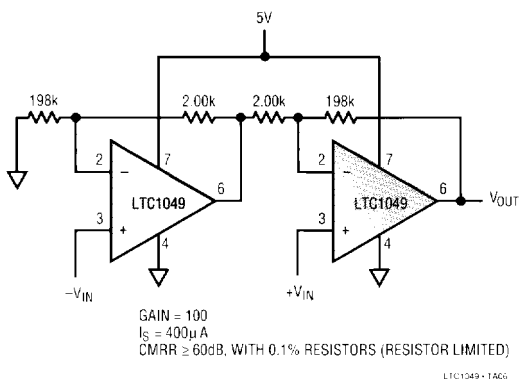 5V
198k
2.00k
2.00k
198k
2
7
2
7
−
−
6
6
LTC1049
LTC1049
VOUT
3
+
4
3
+
4
−VIN
+VIN
GAIN = 100
IS = 400µA
CMRR ≥ 60dB, WITH 0.1% RESISTORS (RESISTOR LIMITED)
LTC1049 • TA06